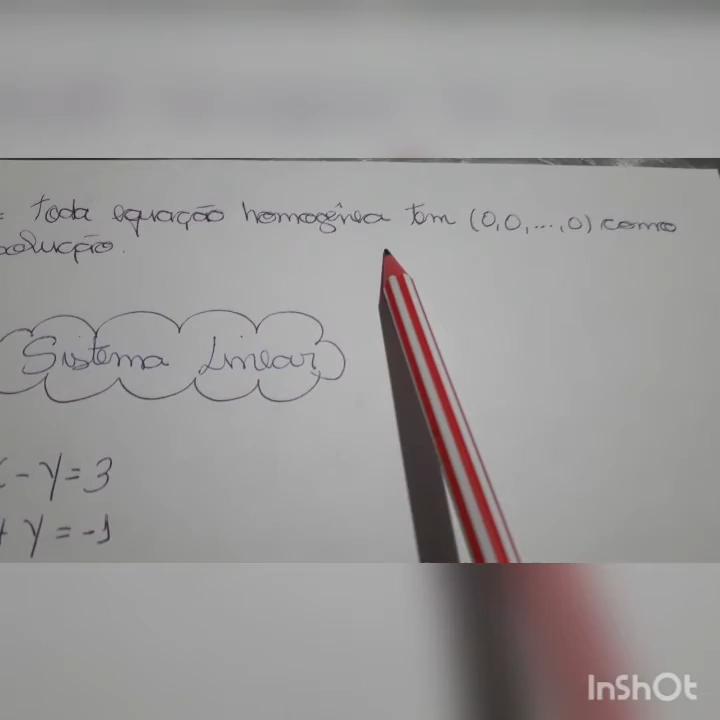 = Toda equação homogênea tem (0,0,...,0) como
solução.
Sistema Linear
- y = 3
+ y = -1
InShOt